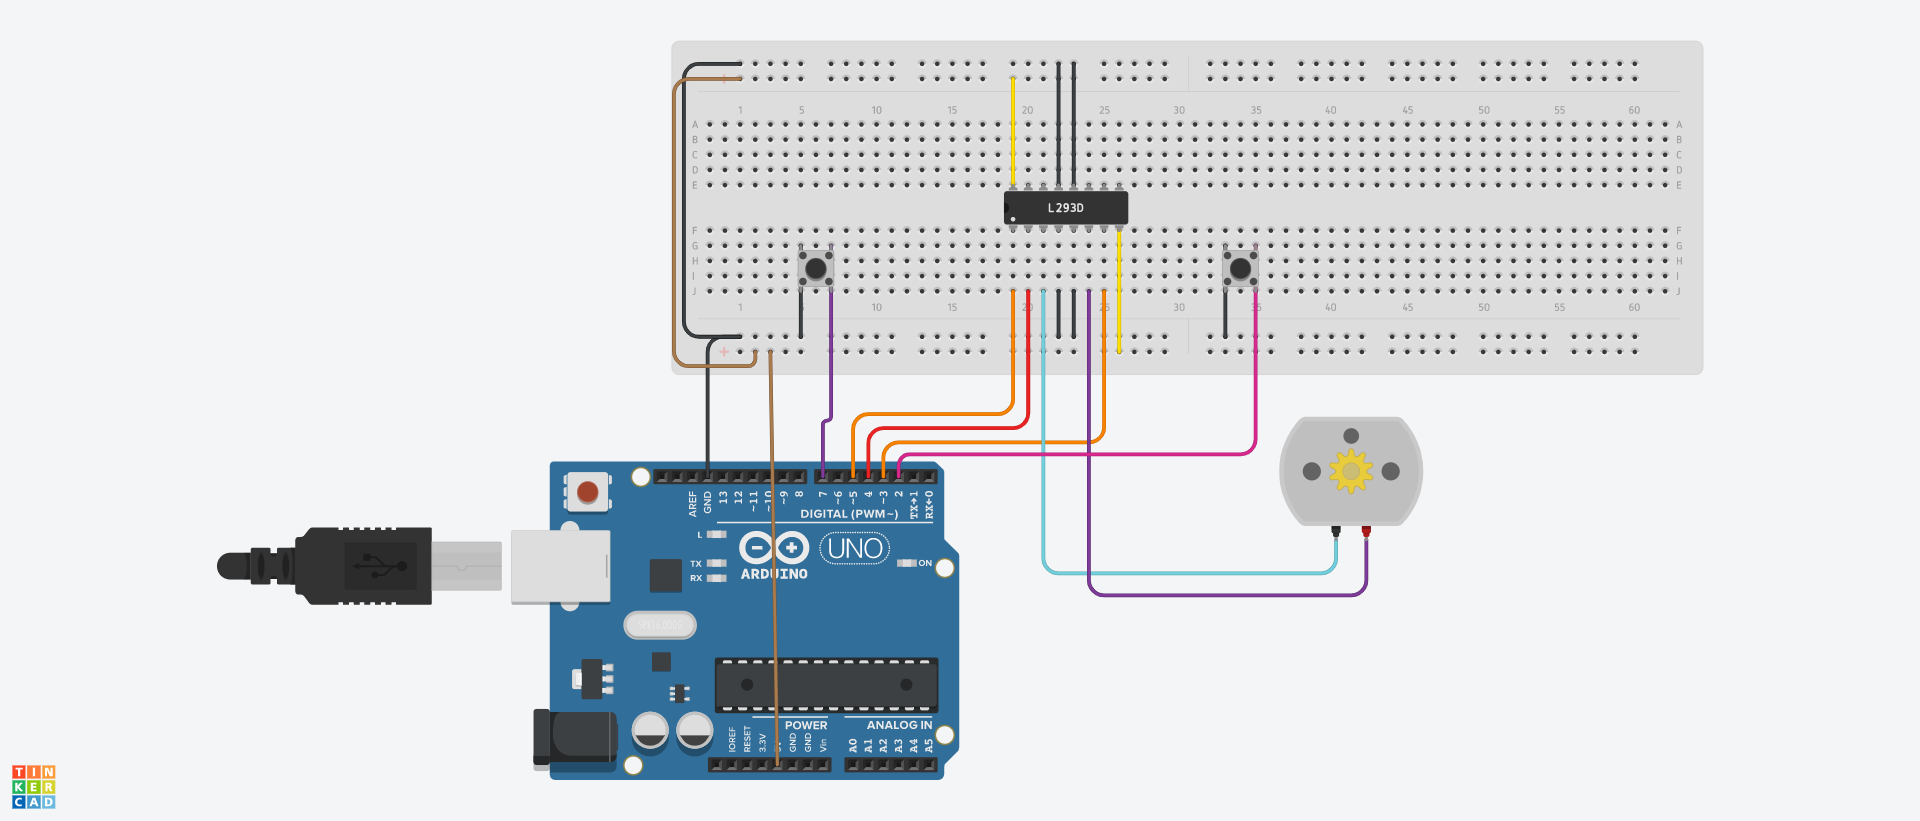 1 5 10 15 20 25 30 35 40 45 50 55 60
A A
B B
C C
D D
E E
L293D
F F
G G
H H
I I
J J
1 10 15 20 25 30 35 40 45 50 55 60
AREF GND 13 12 ~11 ~10 ~9 8 7 ~6 ~5 4 ~3 2 TX→1 RX←0
DIGITAL (PWM~)
L
TX
RX
UNO
ON
ARDUINO
POWER ANALOG IN
IOREF RESET 3.3V GND GND Vin A0 A1 A2 A3 A4 A5
TIN
KER
CAD